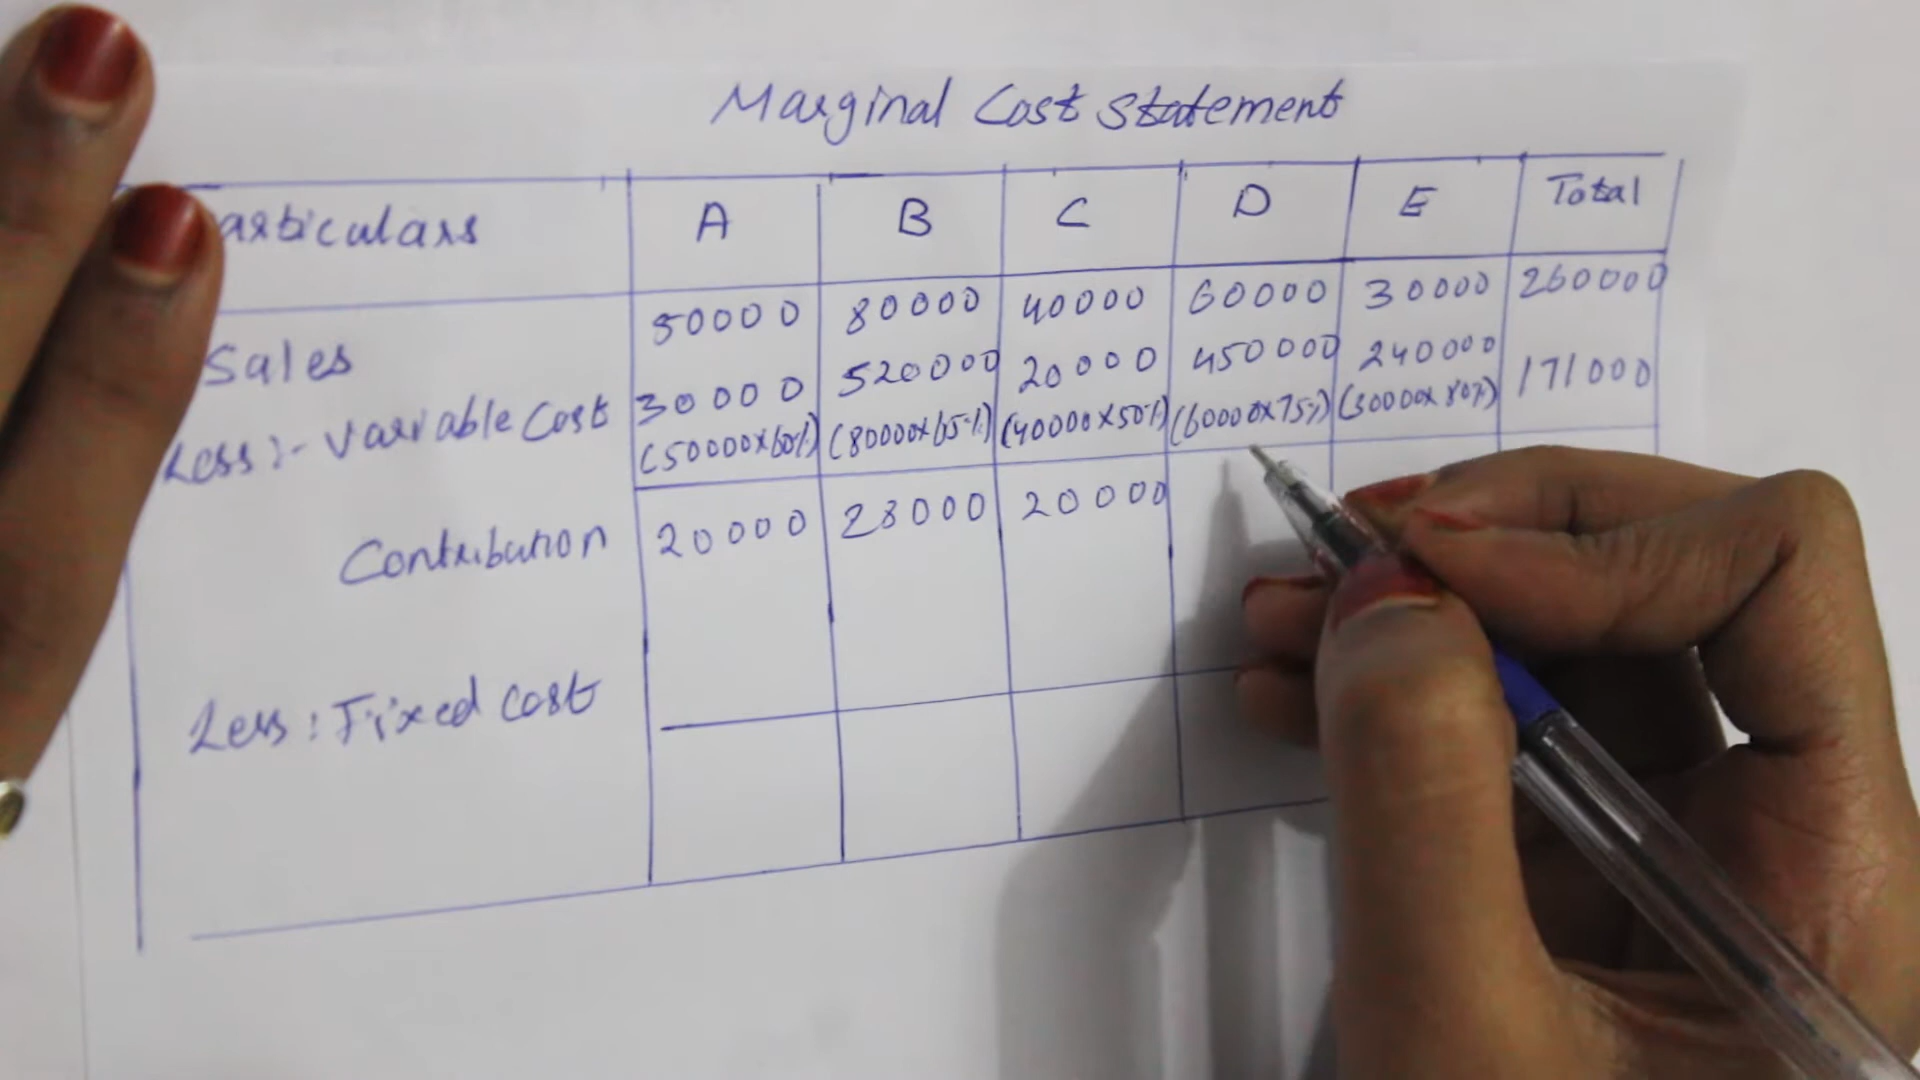 Marginal Cost Statement
articulars A B C D E Total
Sales 50000 80000 40000 60000 30000 260000
Less:- Variable Cost 30000 520000 20000 450000 240000 171000
(50000x60%) (80000x65%) (40000x50%) (60000x75%) (30000x80%)
Contribution 20000 28000 20000
Less: Fixed cost